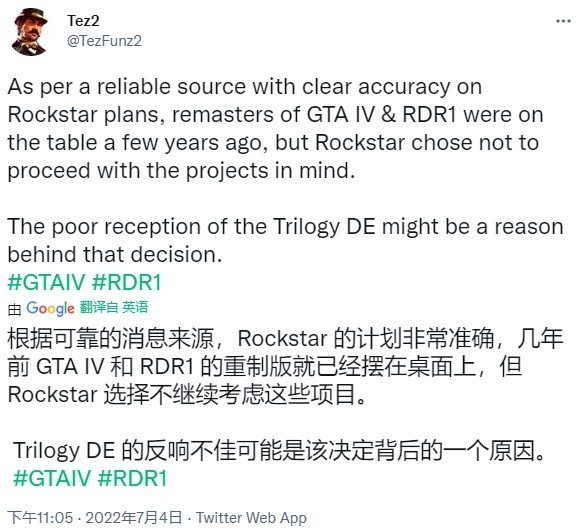 Tez2
@TezFunz2
As per a reliable source with clear accuracy on
Rockstar plans, remasters of GTA IV & RDR1 were on
the table a few years ago, but Rockstar chose not to
proceed with the projects in mind.
The poor reception of the Trilogy DE might be a reason
behind that decision.
#GTAIV #RDR1
由 Google 翻译自 英语
根据可靠的消息来源，Rockstar 的计划非常准确，几年
前 GTA IV 和 RDR1 的重制版就已经摆在桌面上，但
Rockstar 选择不继续考虑这些项目。
Trilogy DE 的反响不佳可能是该决定背后的一个原因。
#GTAIV #RDR1
下午11:05 · 2022年7月4日 · Twitter Web App